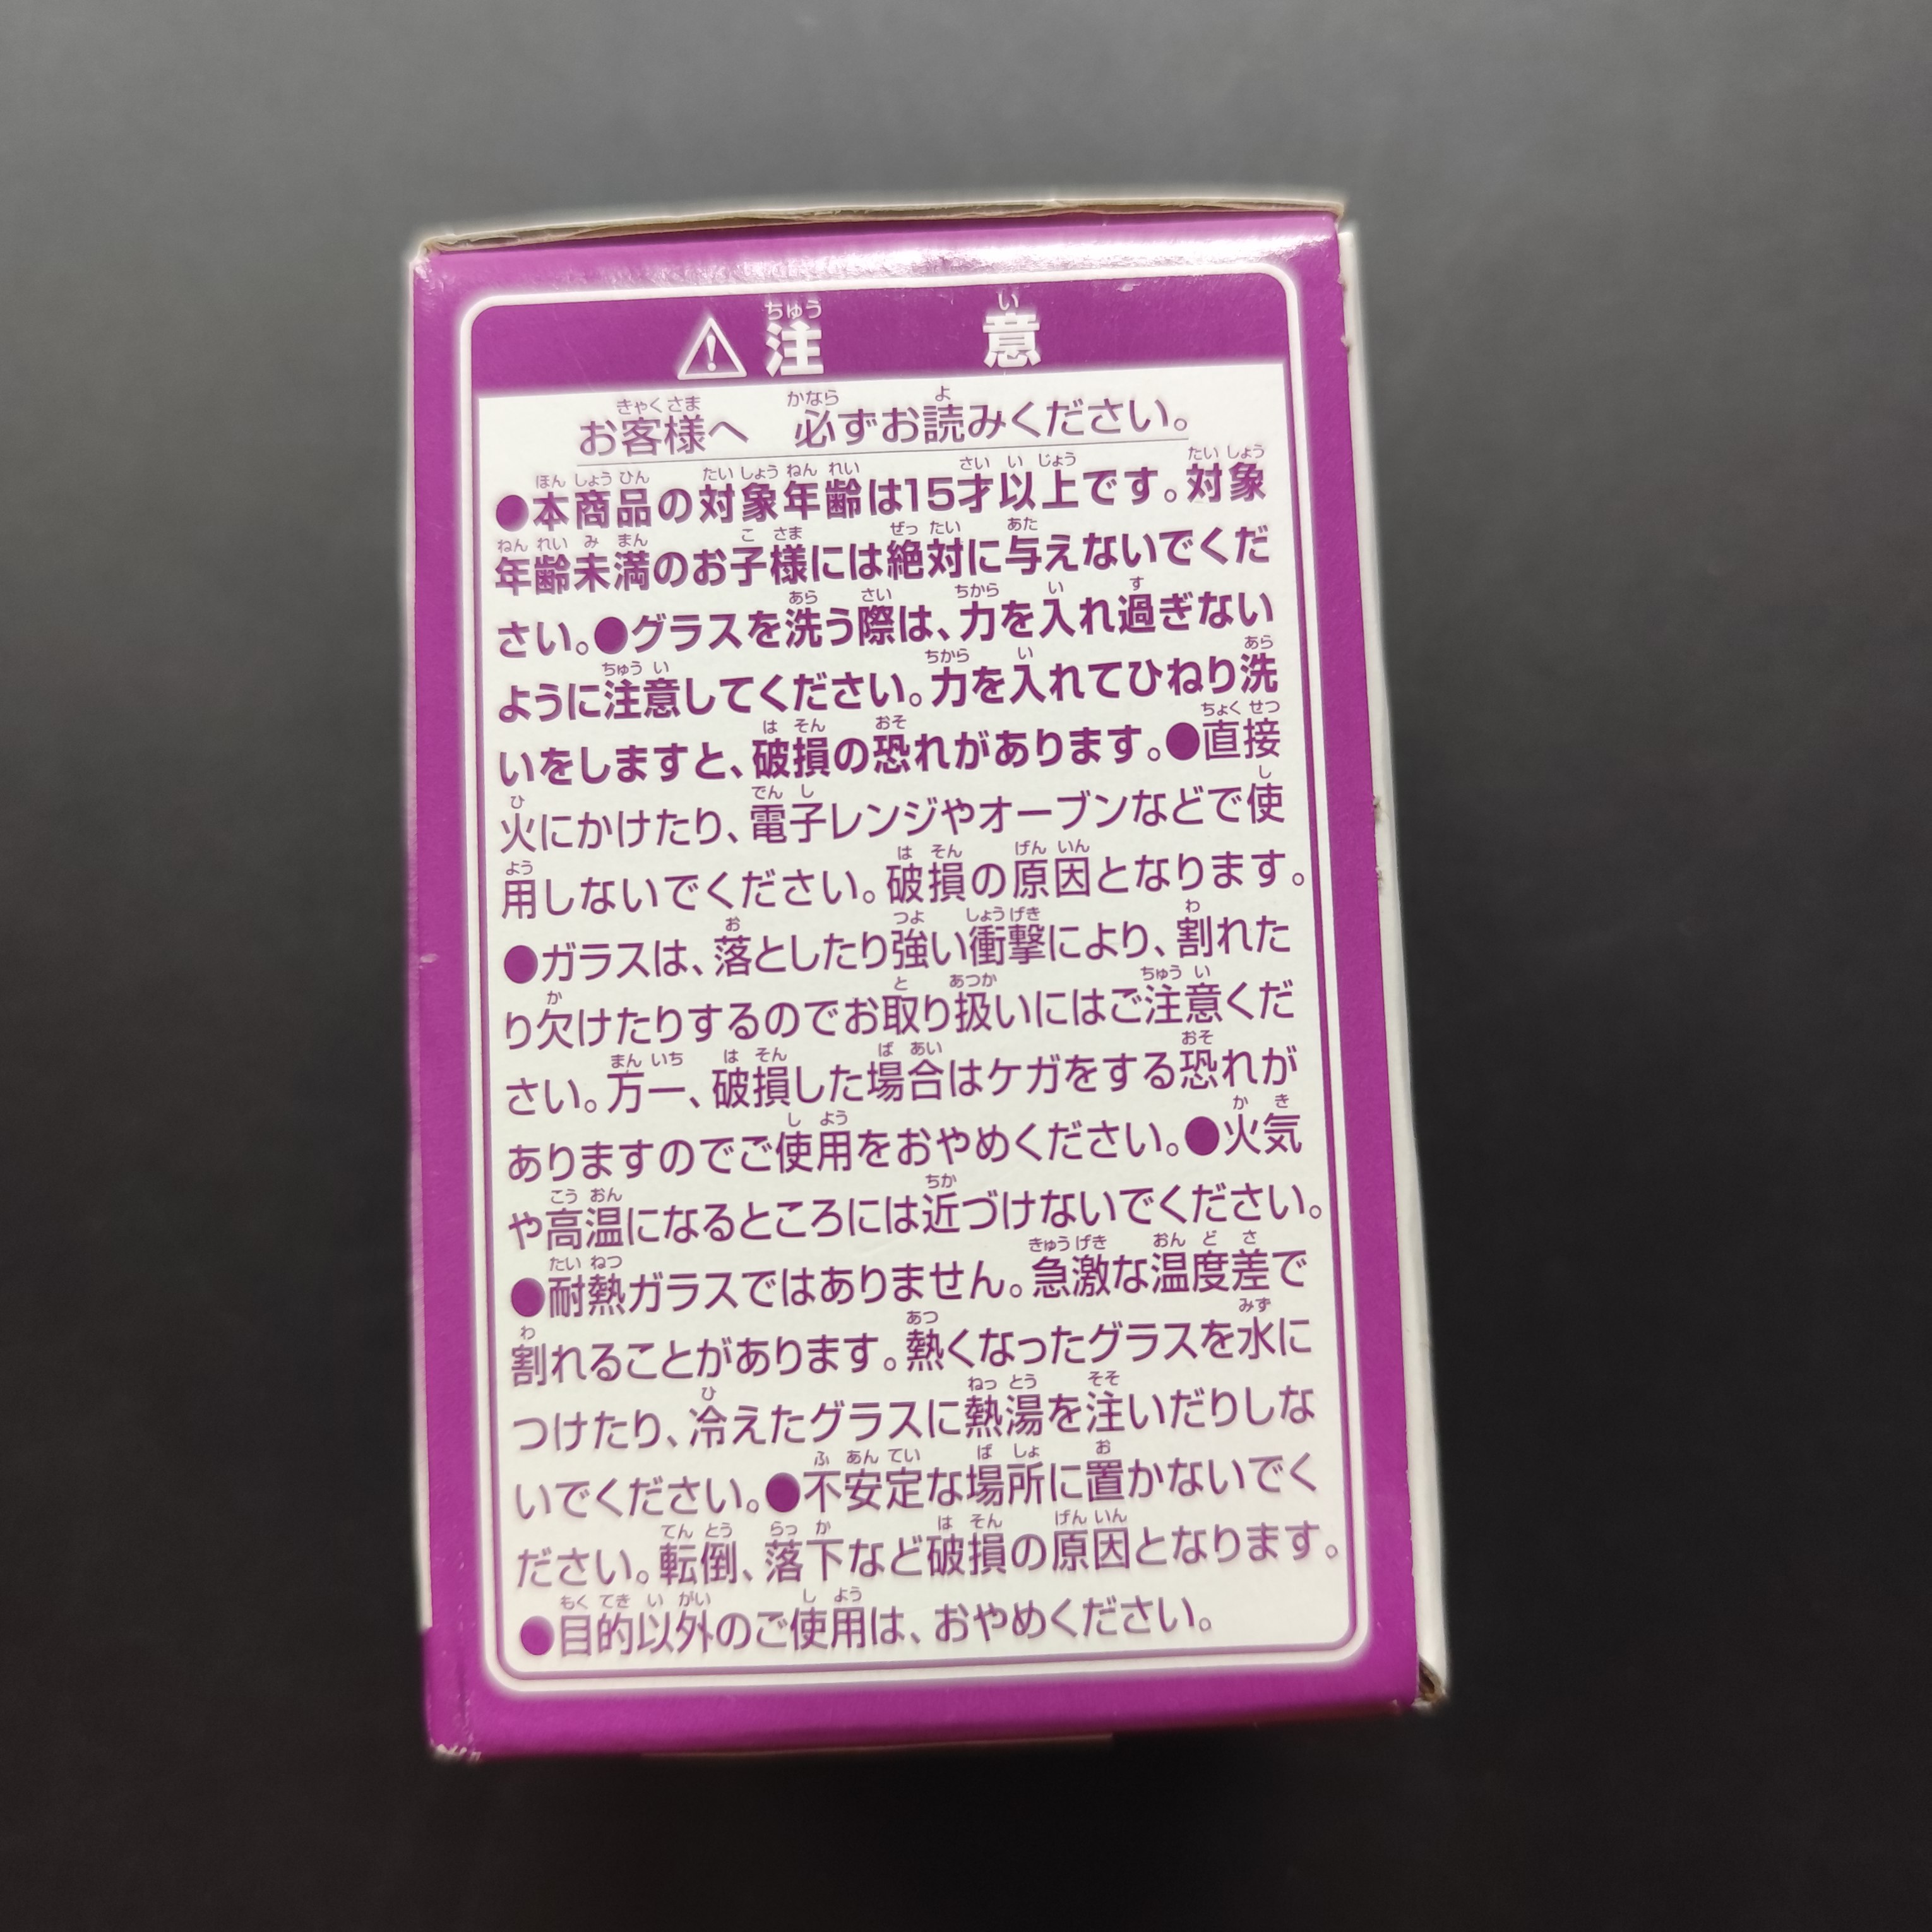 ⚠注意
お客様へ 必ずお読みください。
●本商品の対象年齢は15才以上です。対象
年齢未満のお子様には絶対に与えないでくだ
さい。●グラスを洗う際は、力を入れ過ぎない
ように注意してください。力を入れてひねり洗
いをしますと、破損の恐れがあります。●直接
火にかけたり、電子レンジやオーブンなどで使
用しないでください。破損の原因となります。
●ガラスは、落としたり強い衝撃により、割れた
り欠けたりするのでお取り扱いにはご注意くだ
さい。万一、破損した場合はケガをする恐れが
ありますのでご使用をおやめください。●火気
や高温になるところには近づけないでください。
●耐熱ガラスではありません。急激な温度差で
割れることがあります。熱くなったグラスを水に
つけたり、冷えたグラスに熱湯を注いだりしな
いでください。●不安定な場所に置かないでく
ださい。転倒、落下など破損の原因となります。
●目的以外のご使用は、おやめください。